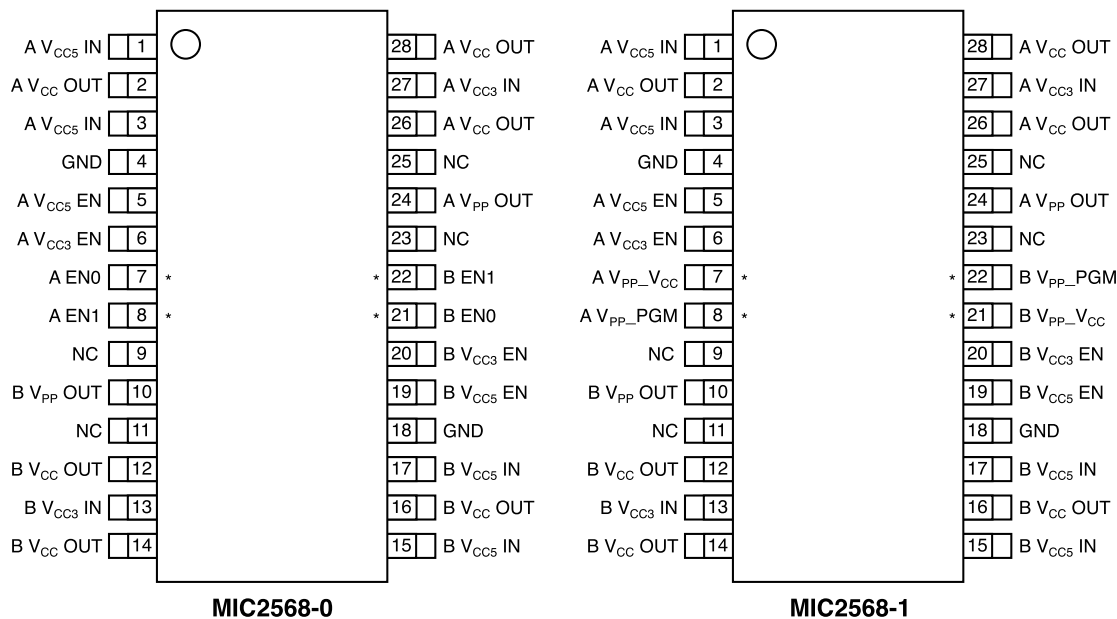 A VCC5 IN 1 28 A VCC OUT
A VCC OUT 2 27 A VCC3 IN
A VCC5 IN 3 26 A VCC OUT
GND 4 25 NC
A VCC5 EN 5 24 A VPP OUT
A VCC3 EN 6 23 NC
A EN0 7 * * 22 B EN1
A EN1 8 * * 21 B EN0
NC 9 20 B VCC3 EN
B VPP OUT 10 19 B VCC5 EN
NC 11 18 GND
B VCC OUT 12 17 B VCC5 IN
B VCC3 IN 13 16 B VCC OUT
B VCC OUT 14 15 B VCC5 IN
MIC2568-0
A VCC5 IN 1 28 A VCC OUT
A VCC OUT 2 27 A VCC3 IN
A VCC5 IN 3 26 A VCC OUT
GND 4 25 NC
A VCC5 EN 5 24 A VPP OUT
A VCC3 EN 6 23 NC
A VPP_VCC 7 * * 22 B VPP_PGM
A VPP_PGM 8 * * 21 B VPP_VCC
NC 9 20 B VCC3 EN
B VPP OUT 10 19 B VCC5 EN
NC 11 18 GND
B VCC OUT 12 17 B VCC5 IN
B VCC3 IN 13 16 B VCC OUT
B VCC OUT 14 15 B VCC5 IN
MIC2568-1